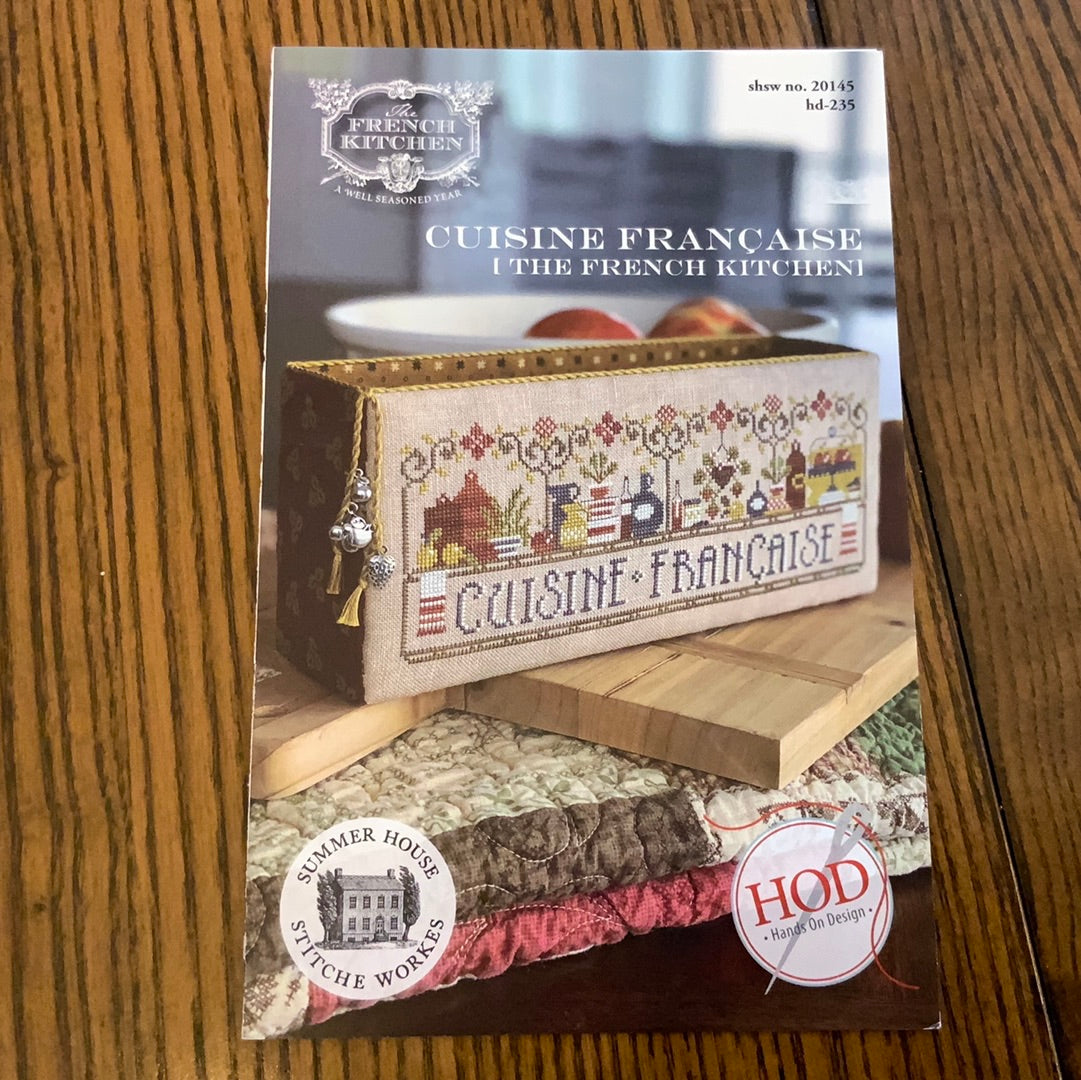 The
FRENCH
KITCHEN
A WELL SEASONED YEAR
shsw no. 20145
hd-235
CUISINE FRANÇAISE
[ THE FRENCH KITCHEN]
CUISINE · FRANÇAISE
SUMMER HOUSE
STITCHE WORKES
HOD
• Hands On Design •